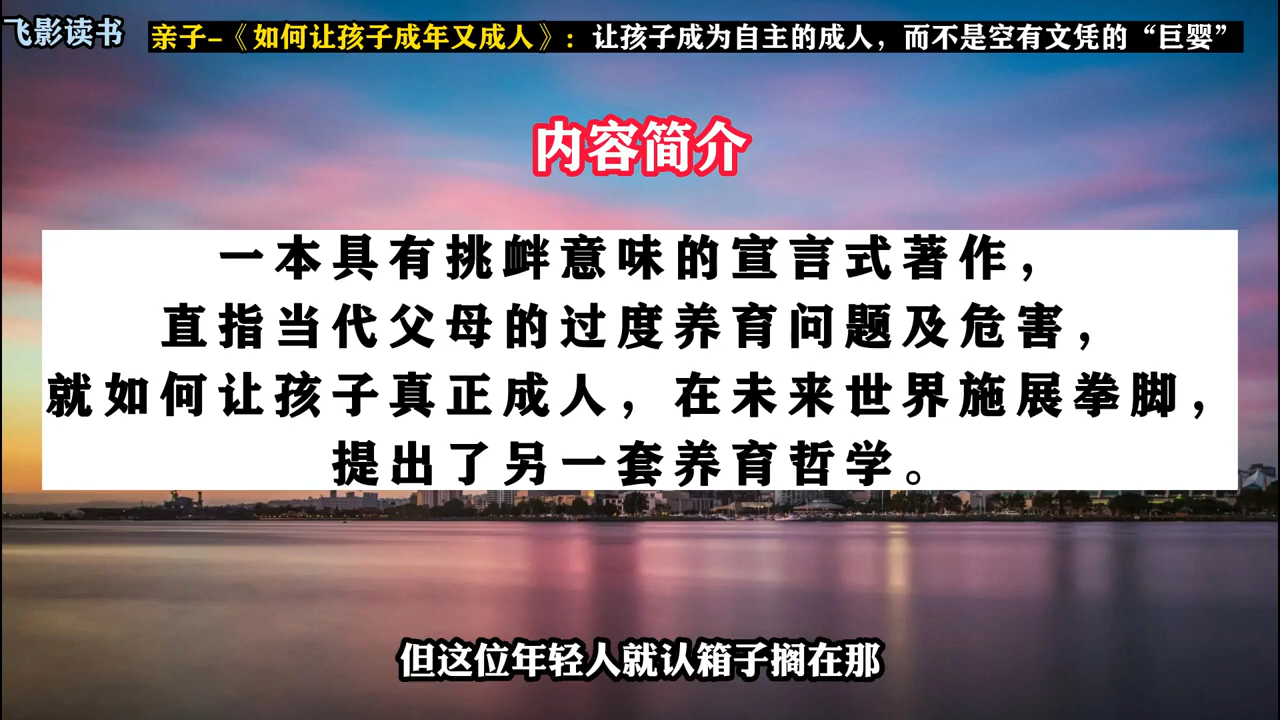 飞影读书
亲子-《如何让孩子成年又成人》：让孩子成为自主的成人，而不是空有文凭的“巨婴”
内容简介
一本具有挑衅意味的宣言式著作，
直指当代父母的过度养育问题及危害，
就如何让孩子真正成人，在未来世界施展拳脚，
提出了另一套养育哲学。
但这位年轻人就认箱子搁在那